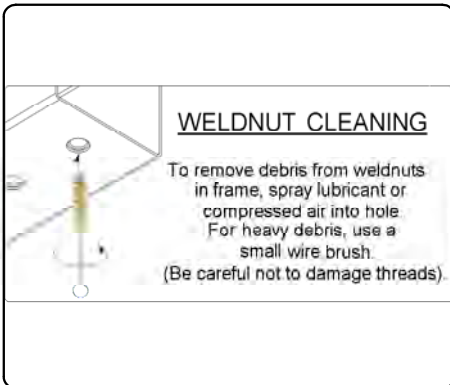 WELDNUT CLEANING
To remove debris from weldnuts
in frame, spray lubricant or
compressed air into hole.
For heavy debris, use a
small wire brush.
(Be careful not to damage threads).